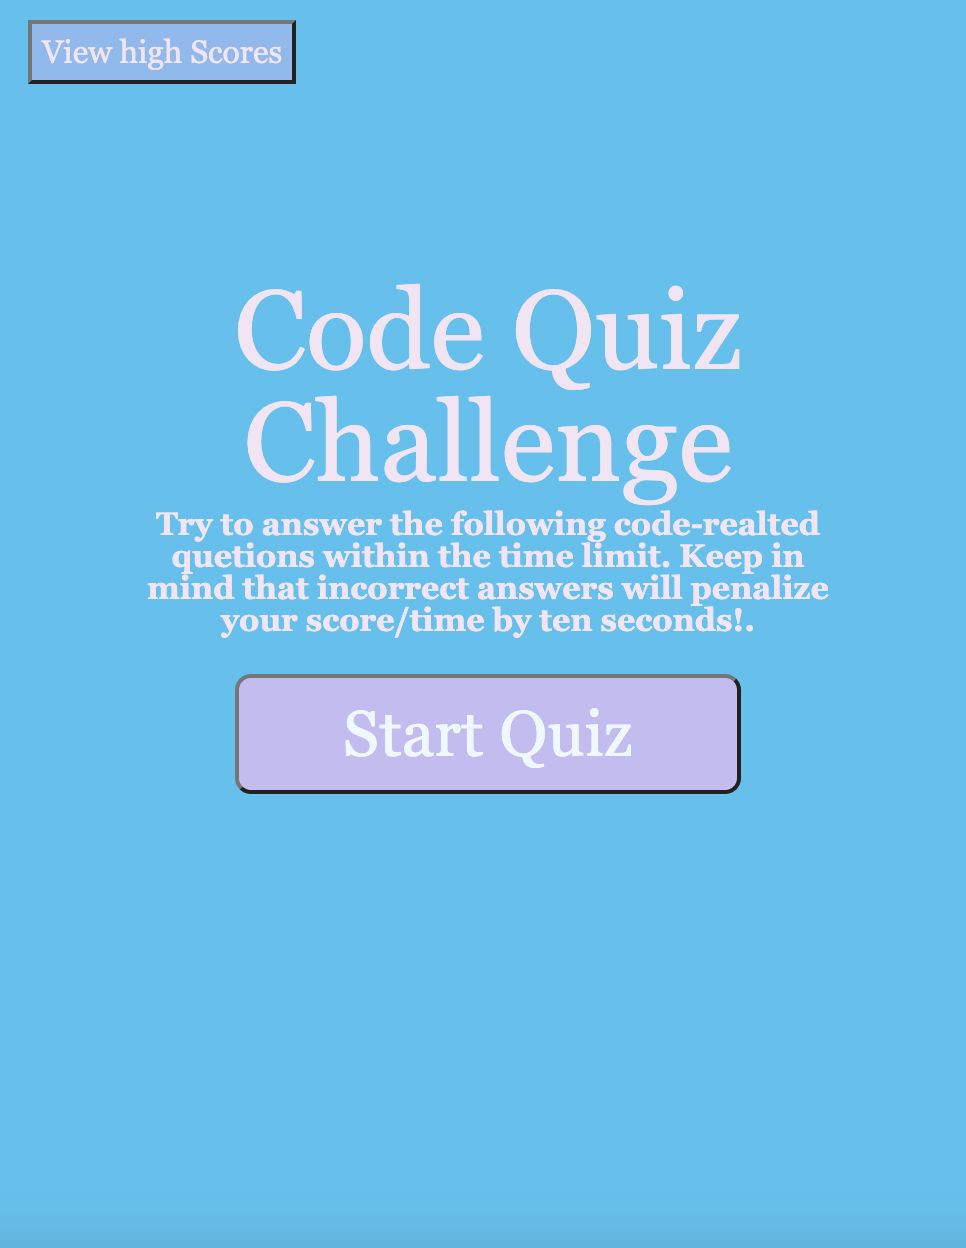 View high Scores
Code Quiz
Challenge
Try to answer the following code-realted
quetions within the time limit. Keep in
mind that incorrect answers will penalize
your score/time by ten seconds!.
Start Quiz